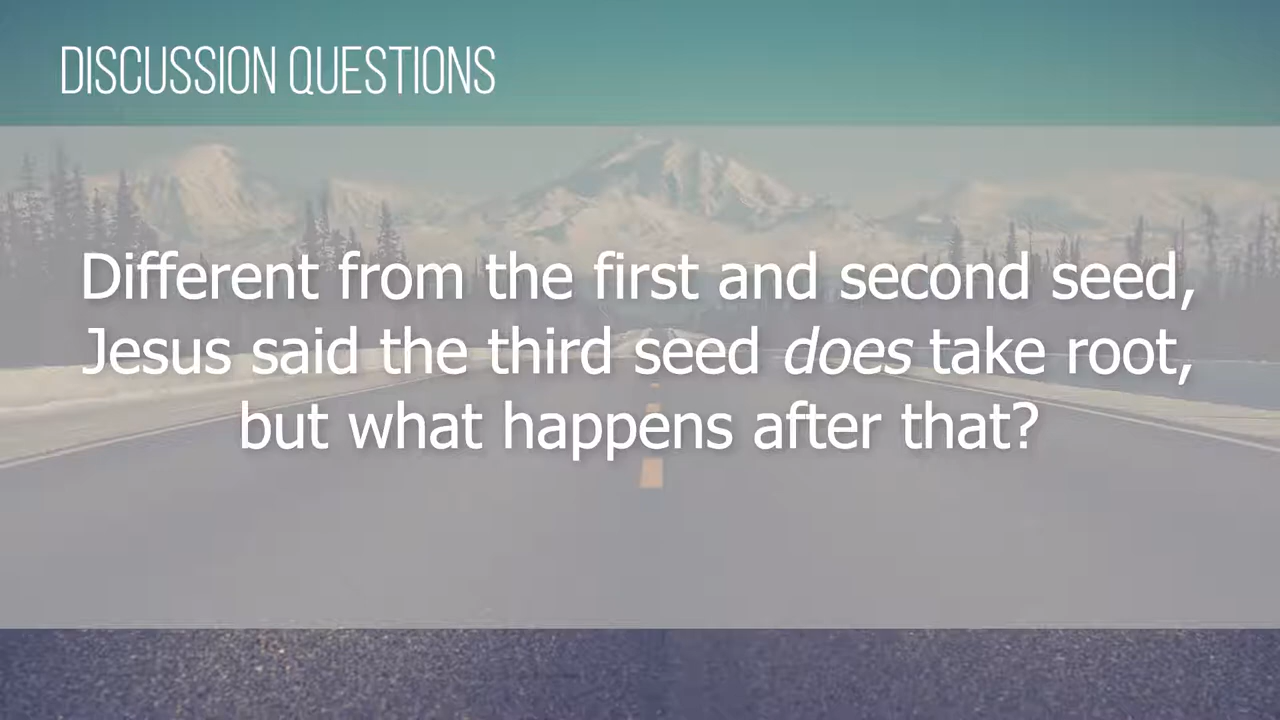 DISCUSSION QUESTIONS
Different from the first and second seed,
Jesus said the third seed does take root,
but what happens after that?